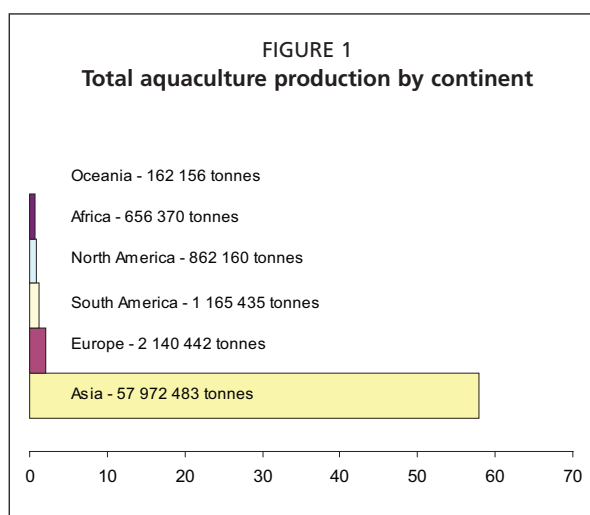 FIGURE 1
Total aquaculture production by continent
Oceania - 162 156 tonnes
Africa - 656 370 tonnes
North America - 862 160 tonnes
South America - 1 165 435 tonnes
Europe - 2 140 442 tonnes
Asia - 57 972 483 tonnes
0 10 20 30 40 50 60 70